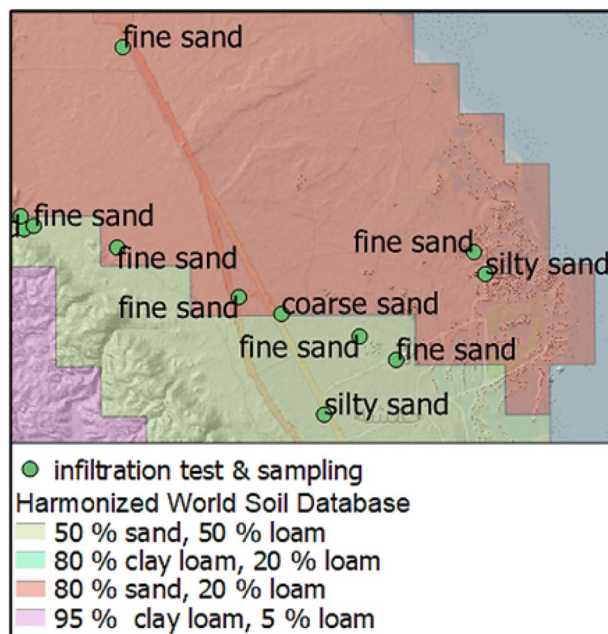 fine sand
fine sand
fine sand
fine sand
silty sand
fine sand
coarse sand
fine sand
fine sand
silty sand
infiltration test & sampling
Harmonized World Soil Database
50 % sand, 50 % loam
80 % clay loam, 20 % loam
80 % sand, 20 % loam
95 % clay loam, 5 % loam